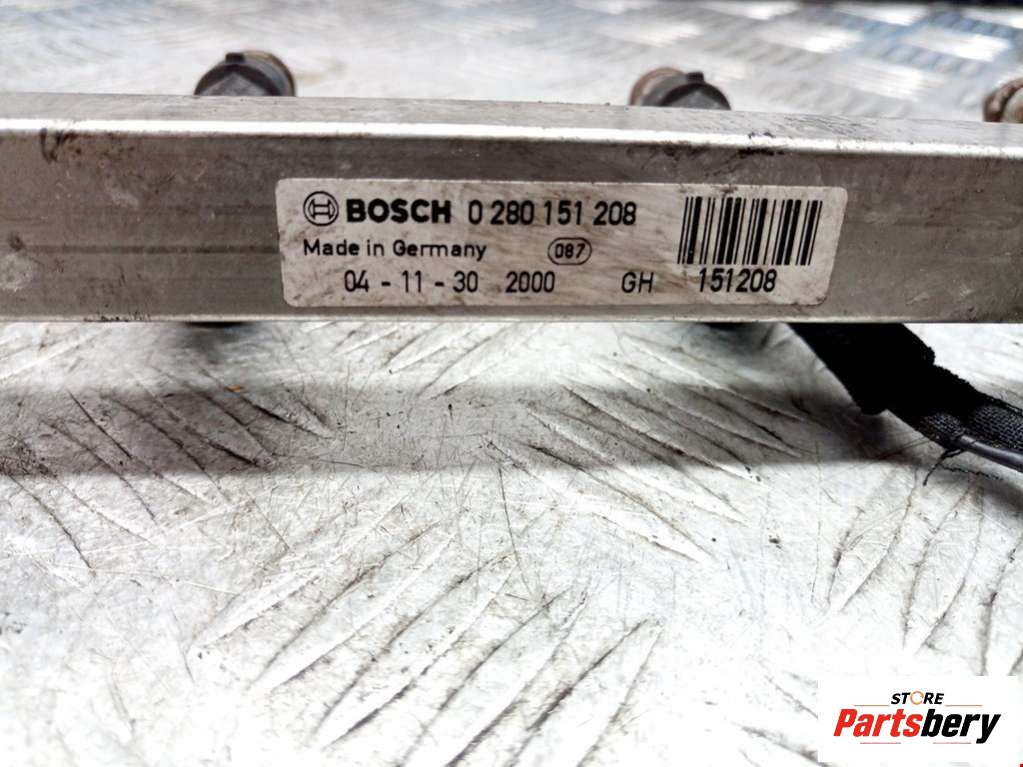 BOSCH 0 280 151 208
Made in Germany 087
04 - 11 - 30 2000 GH 151208
STORE
Partsbery